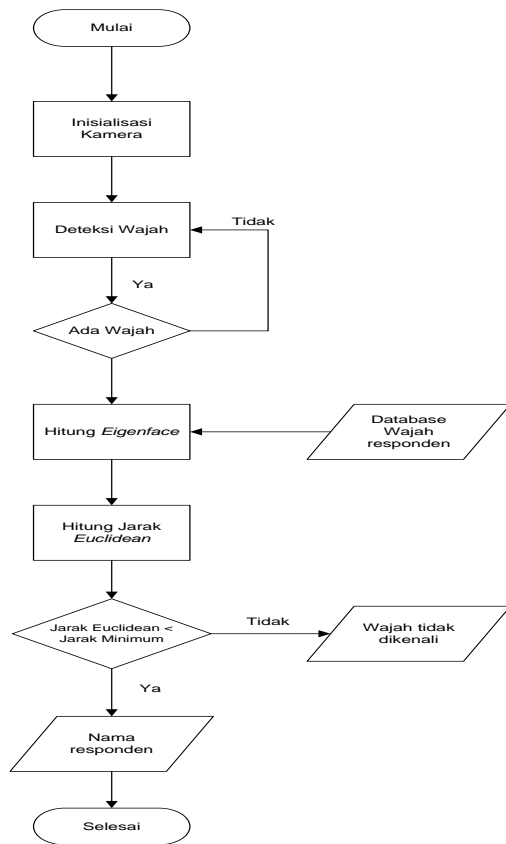 Mulai
Inisialisasi
Kamera
Deteksi Wajah
Tidak
Ya
Ada Wajah
Hitung Eigenface
Database
Wajah
responden
Hitung Jarak
Euclidean
Jarak Euclidean <
Jarak Minimum
Tidak
Wajah tidak
dikenali
Ya
Nama
responden
Selesai